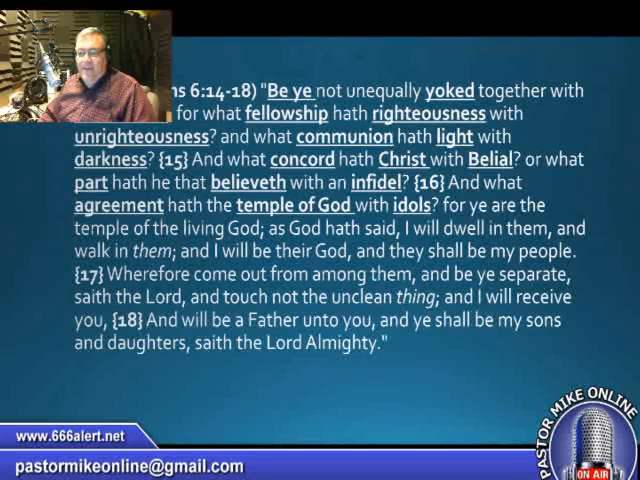 ns 6:14-18) "Be ye not unequally yoked together with
for what fellowship hath righteousness with
unrighteousness? and what communion hath light with
darkness? {15} And what concord hath Christ with Belial? or what
part hath he that believeth with an infidel? {16} And what
agreement hath the temple of God with idols? for ye are the
temple of the living God; as God hath said, I will dwell in them, and
walk in them; and I will be their God, and they shall be my people.
{17} Wherefore come out from among them, and be ye separate,
saith the Lord, and touch not the unclean thing; and I will receive
you, {18} And will be a Father unto you, and ye shall be my sons
and daughters, saith the Lord Almighty."
www.666alert.net
pastormikeonline@gmail.com
PASTOR MIKE ONLINE
ON AIR